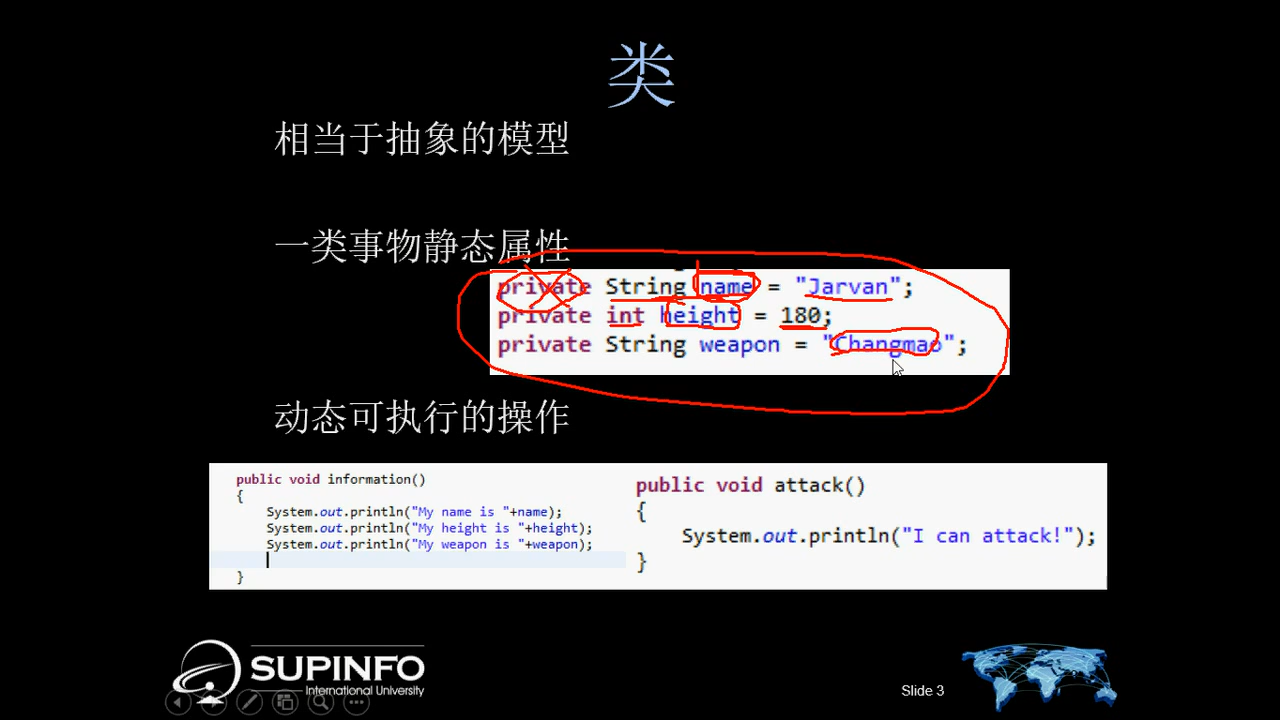 类
相当于抽象的模型
一类事物静态属性
private String name = "Jarvan";
private int height = 180;
private String weapon = "Changmao";
动态可执行的操作
public void information()
{
System.out.println("My name is "+name);
System.out.println("My height is "+height);
System.out.println("My weapon is "+weapon);
}
public void attack()
{
System.out.println("I can attack!");
}
SUPINFO
International University
Slide 3